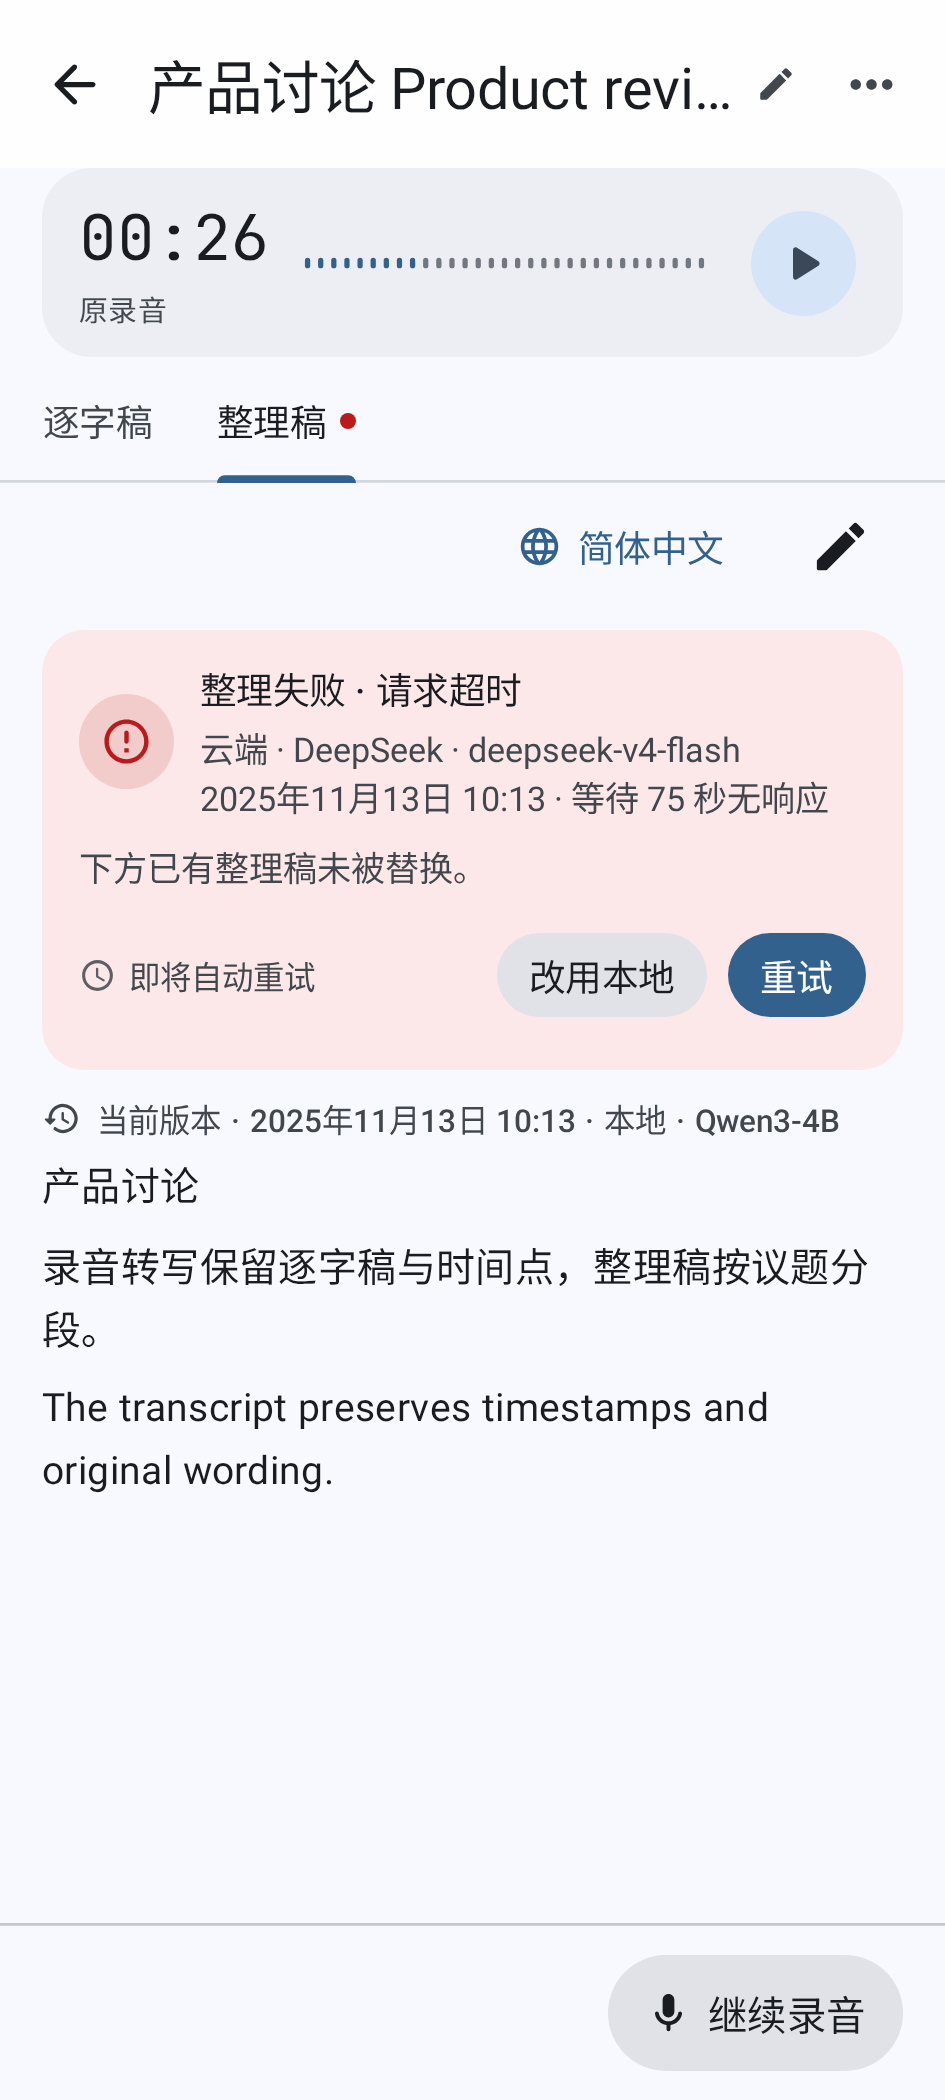 产品讨论 Product revi...
00:26
原录音
逐字稿
整理稿
简体中文
整理失败 · 请求超时
云端 · DeepSeek · deepseek-v4-flash
2025年11月13日 10:13 · 等待 75 秒无响应
下方已有整理稿未被替换。
即将自动重试
改用本地
重试
当前版本 · 2025年11月13日 10:13 · 本地 · Qwen3-4B
产品讨论
录音转写保留逐字稿与时间点，整理稿按议题分
段。
The transcript preserves timestamps and
original wording.
继续录音